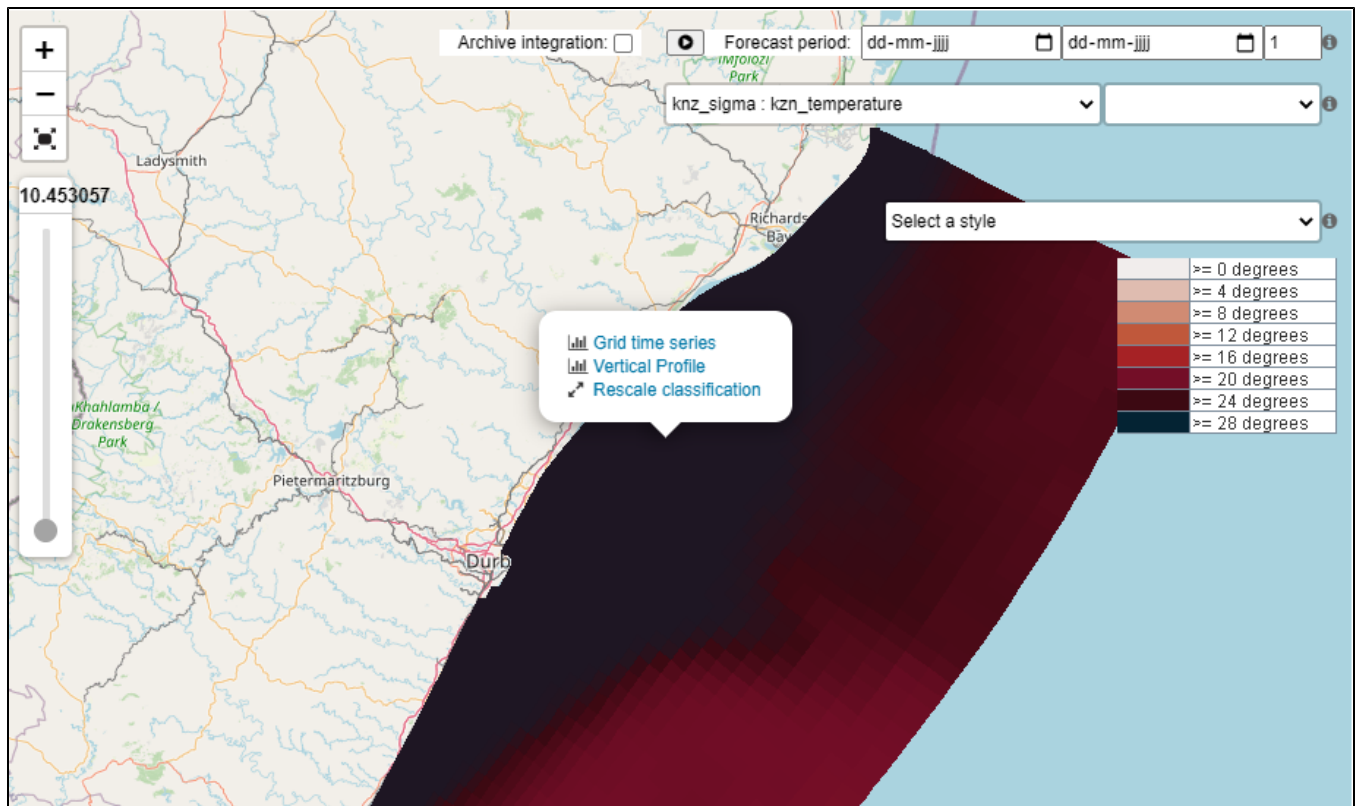 +
Archive integration:
Forecast period:
dd-mm-jjjj
dd-mm-jjjj
1
iMfolozi
Park
−
knz_sigma : kzn_temperature
Ladysmith
10.453057
Richards
Bay
Select a style
>= 0 degrees
>= 4 degrees
>= 8 degrees
>= 12 degrees
>= 16 degrees
>= 20 degrees
>= 24 degrees
>= 28 degrees
Grid time series
Vertical Profile
Rescale classification
uKhahlamba /
Drakensberg
Park
Pietermaritzburg
Durb